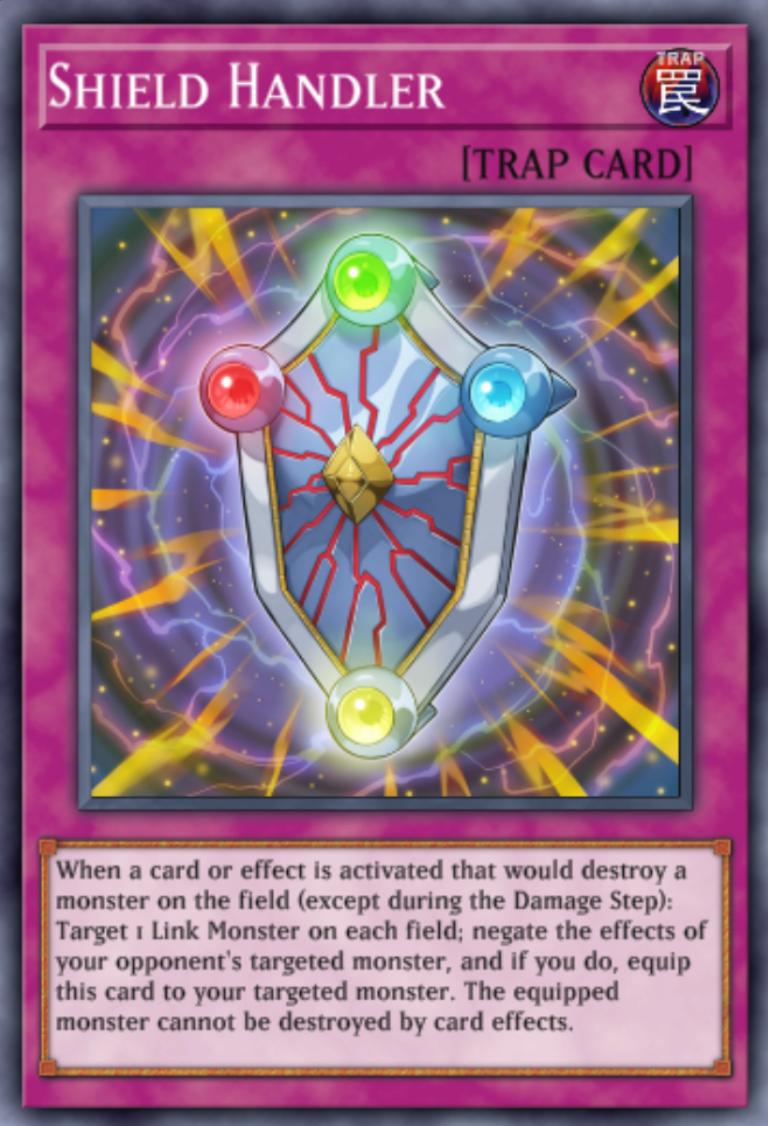 Shield Handler
TRAP
罠
[TRAP CARD]
When a card or effect is activated that would destroy a
monster on the field (except during the Damage Step):
Target 1 Link Monster on each field; negate the effects of
your opponent's targeted monster, and if you do, equip
this card to your targeted monster. The equipped
monster cannot be destroyed by card effects.